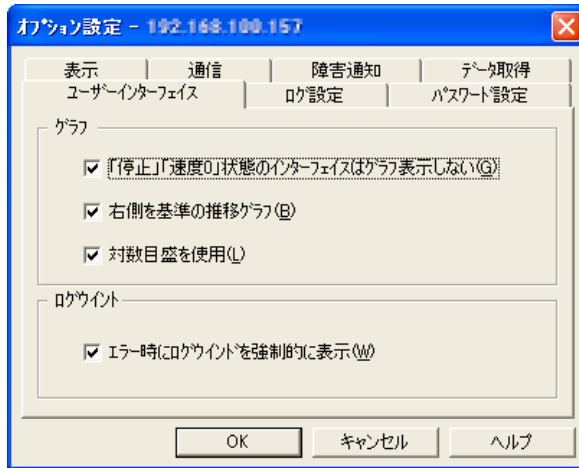 オプション設定 - 192.168.100.157
表示 通信 障害通知 データ取得
ユーザーインターフェイス ログ設定 パスワード設定
グラフ
「停止」「速度0」状態のインターフェイスはグラフ表示しない(G)
右側を基準の推移グラフ(B)
対数目盛を使用(L)
ログウイント
エラー時にログウインドを強制的に表示(W)
OK キャンセル ヘルプ